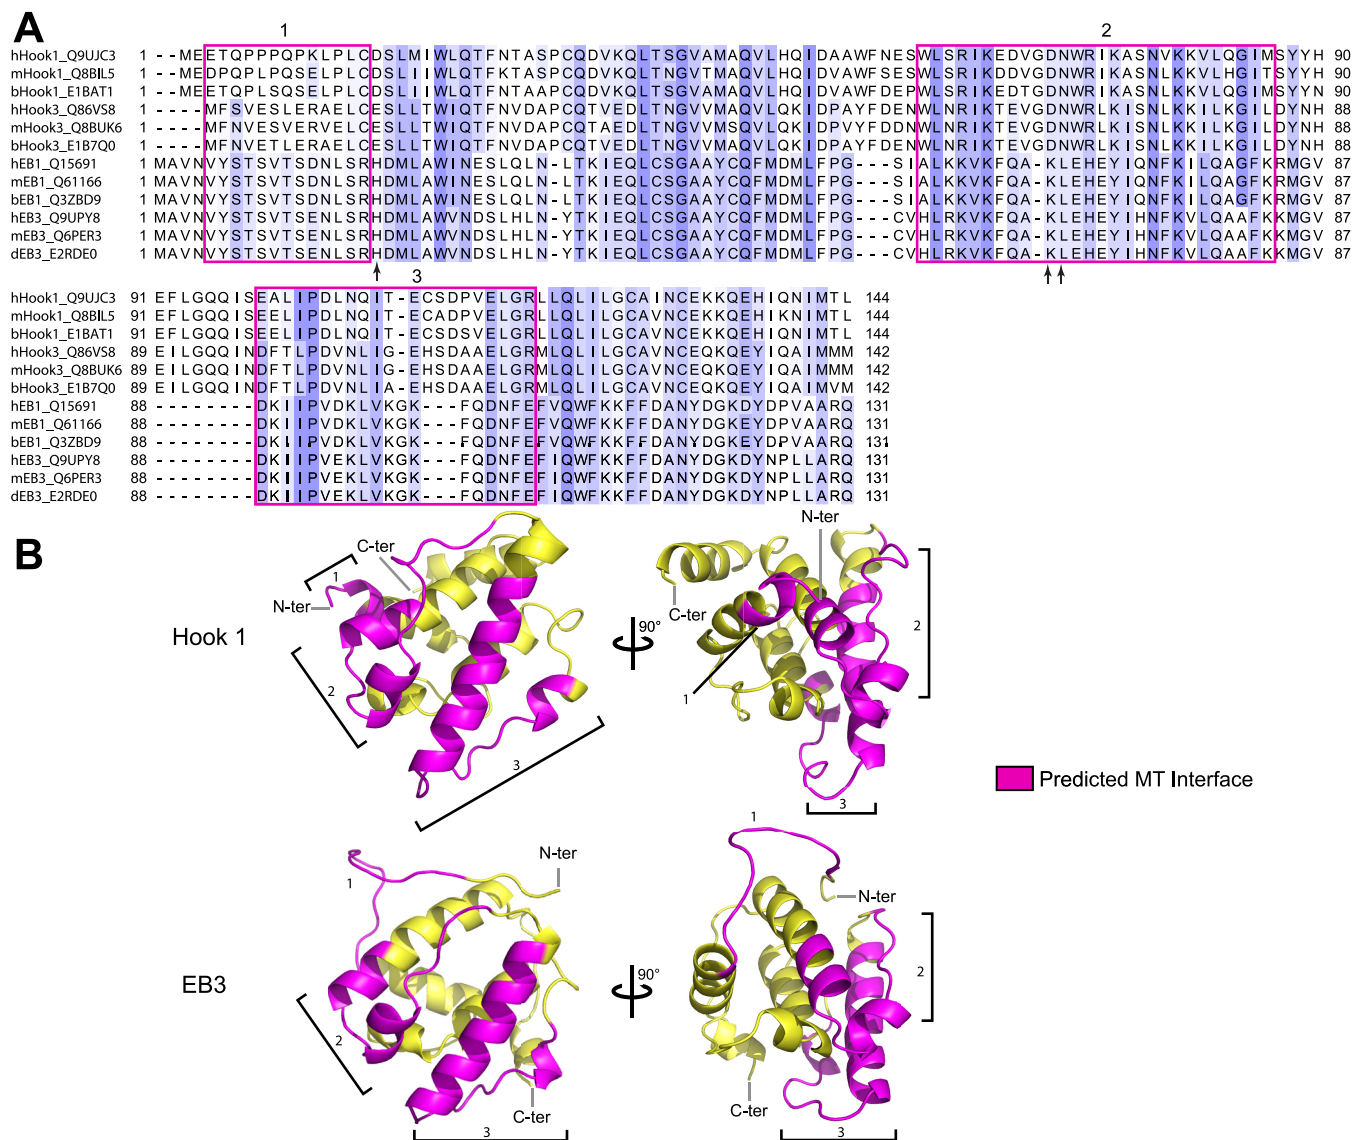 A
1 2
hHook1_Q9UJC3 1 --MEETQPPPQPKLPLCDSLMIWLQTFNTASPCQDVKQLTSGVAMAQVLHQIDAAWFNESWLSRIKEDVGDNWRIKASNVKKVLQGIMSYYH 90
mHook1_Q8BIL5 1 --MEDPQPLPQSELPLCDSLIIWLQTFKTASPCQDVKQLTNGVTMAQVLHQIDVAWFSESWLSRIKEDVGDNWRIKASNLKKVLHGITSYYH 90
bHook1_E1BAT1 1 --MEETQPLSQSELPLCDSLIIWLQTFNTASPCQDVKQLTSGVAMAQVLHQIDVAWFDEPWLSRIKEDTGDNWRIKASNLKKVLQGIMSYYN 90
hHook3_Q86VS8 1 ----MFSVESLERAELCESLLTWIQTFNVDAPCQTVEDLTNGVVMAQVLQKIDPAYFDENWLNRIKTEVGDNWRLKISNLKKILKGILDYNH 88
mHook3_Q8BUK6 1 ----MFNVESVERVELCESLLTWIQTFNVDAPCQTAEDLTNGVVMSQVLQKIDPVYFDDNWLNRIKTEVGDNWRLKISNLKKILKGILDYNH 88
bHook3_E1B7Q0 1 ----MFNVETLERAELCESLLTWIQTFNVDAPCQTVEDLTSGVVMAQVLQKIDPAYFDENWLNRIKTEVGDNWRLKISNLKKILKGILDYNH 88
hEB1_Q15691 1 MAVNVYSTSVTSDNLSRHDMLAWINESLQLN-LTKIEQLCSGAAYCQFMDMLFPG---SIALKKVKFQA-KLEHEYIQNFKILQAGFKRMGV 87
mEB1_Q61166 1 MAVNVYSTSVTSDNLSRHDMLAWINESLQLN-LTKIEQLCSGAAYCQFMDMLFPG---SIALKKVKFQA-KLEHEYIQNFKILQAGFKRMGV 87
bEB1_Q3ZBD9 1 MAVNVYSTSVTSDNLSRHDMLAWINESLQLN-LTKIEQLCSGAAYCQFMDMLFPG---SIALKKVKFQA-KLEHEYIQNFKILQAGFKRMGV 87
hEB3_Q9UPY8 1 MAVNVYSTSVTSENLSRHDMLAWVNDSLHLN-YTKIEQLCSGAAYCQFMDMLFPG---CVHLRKVKFQA-KLEHEYIHNFKVLQAAFKKMGV 87
mEB3_Q6PER3 1 MAVNVYSTSVTSENLSRHDMLAWVNDSLHLN-YTKIEQLCSGAAYCQFMDMLFPG---CVHLRKVKFQA-KLEHEYIHNFKVLQAAFKKMGV 87
dEB3_E2RDE0 1 MAVNVYSTSVTSENLSRHDMLAWVNDSLHLN-YTKIEQLCSGAAYCQFMDMLFPG---CVHLRKVKFQA-KLEHEYIHNFKVLQAAFKKMGV 87
3
hHook1_Q9UJC3 91 EFLGQQISEALIPDLNQIT-ECSDPVELGRLLQLILGCAINCEKKQEHIQNIMTL 144
mHook1_Q8BIL5 91 EFLGQQISEELIPDLNQIT-ECADPVELGRLLQLILGCAVNCEKKQEHIKNIMTL 144
bHook1_E1BAT1 91 EFLGQQISEELIPDLNQIT-ECSDSVELGRLLQLILGCAINCEKKQEHIQNIMTL 144
hHook3_Q86VS8 89 EILGQQINDFTLPDVNLIG-EHSDAAELGRMLQLILGCAVNCEQKQEYIQAIMMM 142
mHook3_Q8BUK6 89 EILGQQINDFTLPDVNLIG-EHSDAAELGRMLQLILGCAVNCEQKQEYIQAIMMM 142
bHook3_E1B7Q0 89 EILGQQINDFTLPDVNLIA-EHSDAAELGRMLQLILGCAVNCEQKQEYIQAIMVM 142
hEB1_Q15691 88 --------DKIIPVDKLVKGK---FQDNFEFVQWFKKFFDANYDGKDYDPVAARQ 131
mEB1_Q61166 88 --------DKIIPVDKLVKGK---FQDNFEFVQWFKKFFDANYDGKEYDPVAARQ 131
bEB1_Q3ZBD9 88 --------DKIIPVDKLVKGK---FQDNFEFVQWFKKFFDANYDGKEYDPVAARQ 131
hEB3_Q9UPY8 88 --------DKIIPVEKLVKGK---FQDNFEFIQWFKKFFDANYDGKDYNPLLARQ 131
mEB3_Q6PER3 88 --------DKIIPVEKLVKGK---FQDNFEFIQWFKKFFDANYDGKDYNPLLARQ 131
dEB3_E2RDE0 88 --------DKIIPVEKLVKGK---FQDNFEFIQWFKKFFDANYDGKDYNPLLARQ 131
B
Hook 1
N-ter
C-ter
1
2
3
90°
N-ter
C-ter
1
2
3
Predicted MT Interface
EB3
N-ter
C-ter
1
2
3
90°
1
N-ter
2
C-ter
3